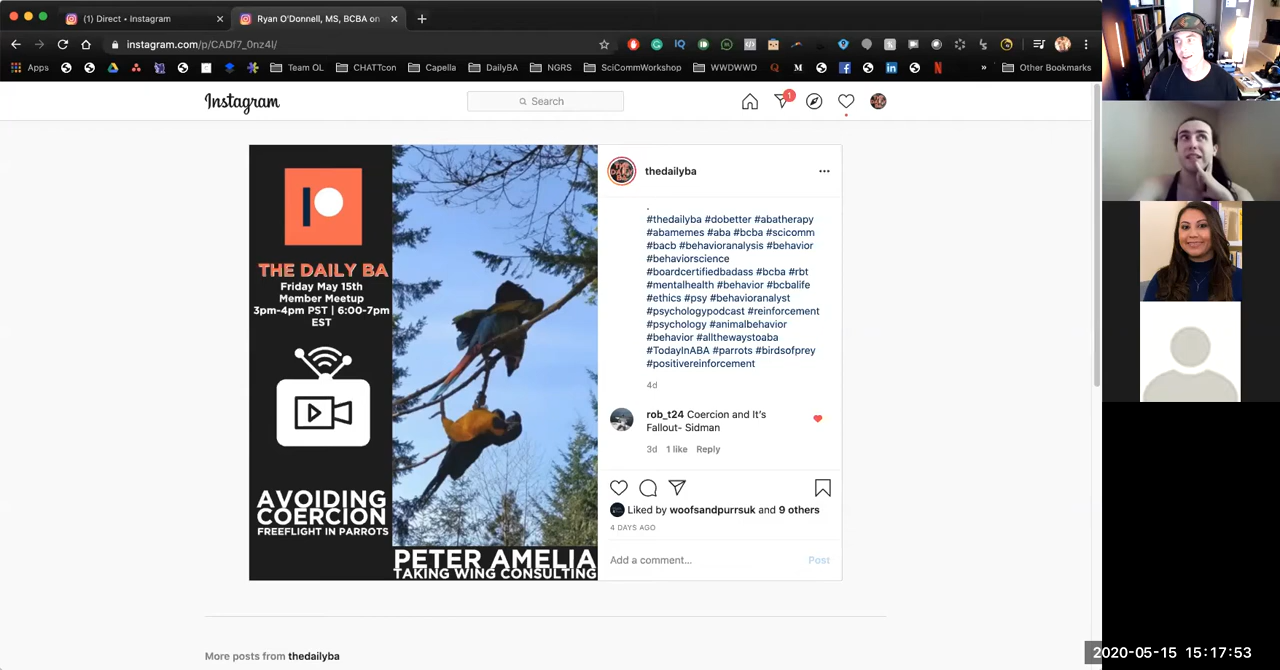 (1) Direct • Instagram
Ryan O'Donnell, MS, BCBA on
instagram.com/p/CADf7_0nz4I/
Apps
Team OL
CHATTcon
Capella
DailyBA
NGRS
SciCommWorkshop
WWDWWD
Other Bookmarks
Instagram
Search
1
THE DAILY BA
Friday May 15th
Member Meetup
3pm-4pm PST | 6:00-7pm
EST
AVOIDING
COERCION
FREEFLIGHT IN PARROTS
PETER AMELIA
TAKING WING CONSULTING
thedailyba
.
#thedailyba #dobetter #abatherapy
#abamemes #aba #bcba #scicomm
#bacb #behavioranalysis #behavior
#behaviorscience
#boardcertifiedbadass #bcba #rbt
#mentalhealth #behavior #bcbalife
#ethics #psy #behavioranalyst
#psychologypodcast #reinforcement
#psychology #animalbehavior
#behavior #allthewaystoaba
#TodayInABA #parrots #birdsofprey
#positivereinforcement
4d
rob_t24 Coercion and It's
Fallout- Sidman
3d 1 like Reply
Liked by woofsandpurrsuk and 9 others
4 DAYS AGO
Add a comment... Post
More posts from thedailyba
2020-05-15 15:17:53